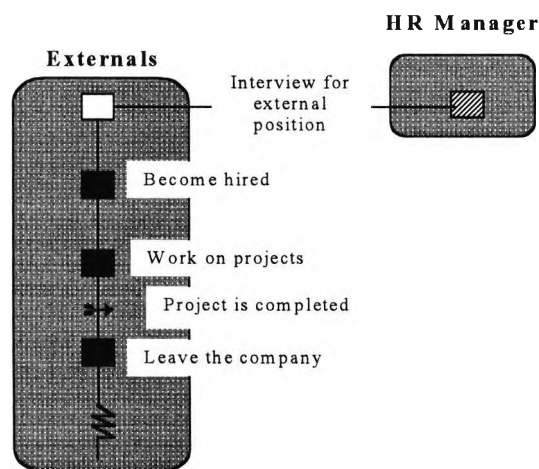 HR Manager
Externals
Interview for
external
position
Become hired
Work on projects
Project is completed
Leave the company